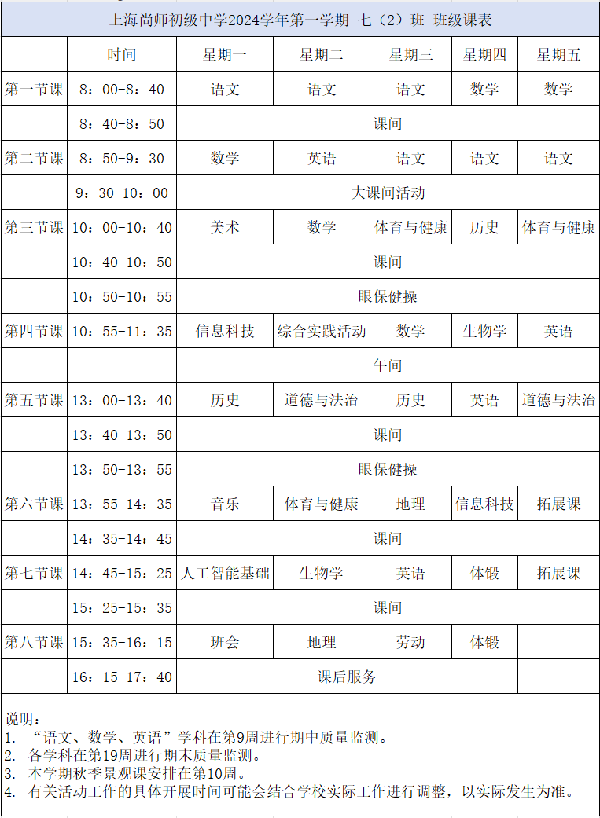 上海尚师初级中学2024学年第一学期 七（2）班 班级课表
时间 星期一 星期二 星期三 星期四 星期五
第一节课 8：00-8：40 语文 语文 语文 数学 数学
8：40-8：50 课间
第二节课 8：50-9：30 数学 英语 语文 语文 语文
9：30-10：00 大课间活动
第三节课 10：00-10：40 美术 数学 体育与健康 历史 体育与健康
10：40-10：50 课间
10：50-10：55 眼保健操
第四节课 10：55-11：35 信息科技 综合实践活动 数学 生物学 英语
午间
第五节课 13：00-13：40 历史 道德与法治 历史 英语 道德与法治
13：40-13：50 课间
13：50-13：55 眼保健操
第六节课 13：55-14：35 音乐 体育与健康 地理 信息科技 拓展课
14：35-14：45 课间
第七节课 14：45-15：25 人工智能基础 生物学 英语 体锻 拓展课
15：25-15：35 课间
第八节课 15：35-16：15 班会 地理 劳动 体锻
16：15-17：40 课后服务
说明：
1. “语文、数学、英语”学科在第9周进行期中质量监测。
2. 各学科在第19周进行期末质量监测。
3. 本学期秋季景观课安排在第10周。
4. 有关活动工作的具体开展时间可能会结合学校实际工作进行调整，以实际发生为准。